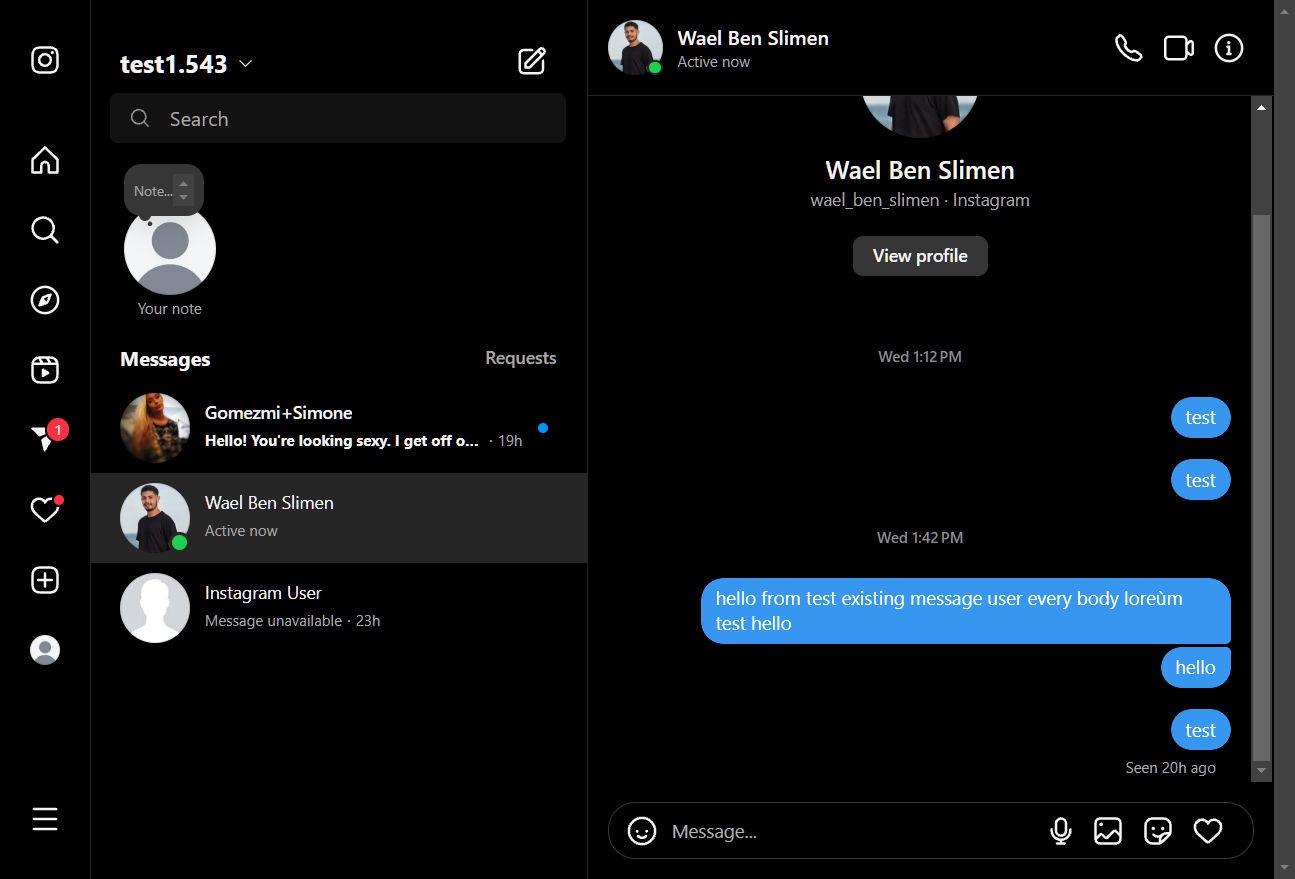 test1.543
Search
Note...
Your note
Messages
Requests
Gomezmi+Simone
Hello! You're looking sexy. I get off o... · 19h
Wael Ben Slimen
Active now
Instagram User
Message unavailable · 23h
1
Wael Ben Slimen
Active now
Wael Ben Slimen
wael_ben_slimen · Instagram
View profile
Wed 1:12 PM
test
test
Wed 1:42 PM
hello from test existing message user every body loreùm
test hello
hello
test
Seen 20h ago
Message...